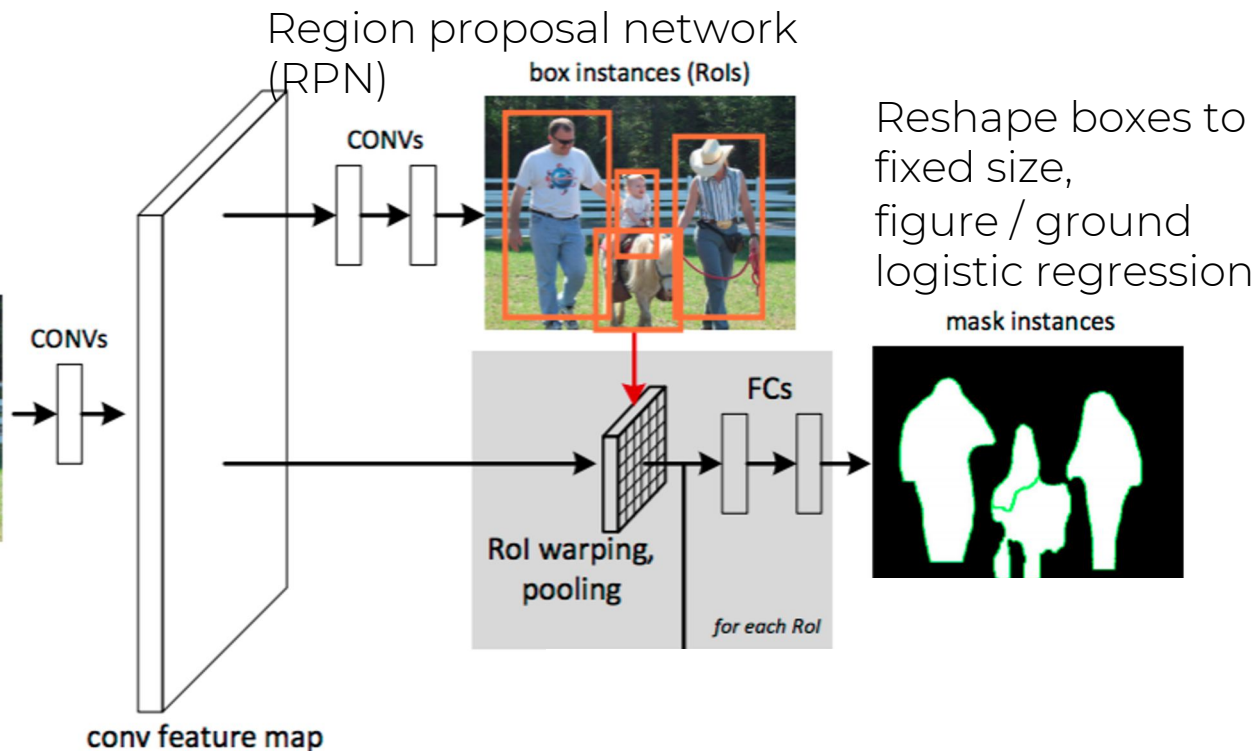 Region proposal network
(RPN)
box instances (RoIs)
CONVs
Reshape boxes to
fixed size,
figure / ground
logistic regression
mask instances
CONVs
FCs
RoI warping,
pooling
for each RoI
conv feature map